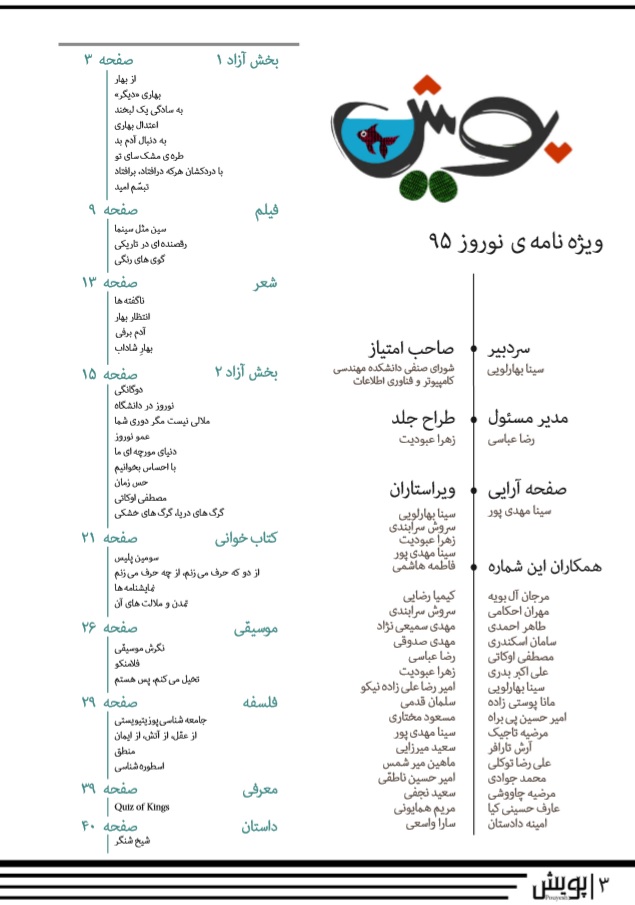 پویش
ویژه نامه ی نوروز ۹۵
سردبیر
سینا بهارلویی
صاحب امتیاز
شورای صنفی دانشکده مهندسی
کامپیوتر و فناوری اطلاعات
مدیر مسئول
رضا عباسی
طراح جلد
زهرا عبودیت
صفحه آرایی
سینا مهدی پور
ویراستاران
سینا بهارلویی
سروش سرابندی
زهرا عبودیت
سینا مهدی پور
فاطمه هاشمی
همکاران این شماره
مرجان آل بویه
مهران احکامی
طاهر احمدی
سامان اسکندری
مصطفی اوکاتی
علی اکبر بدری
سینا بهارلویی
مانا پوستی زاده
امیر حسین پی براه
مرضیه تاجیک
آرش تارافر
علی رضا توکلی
محمد جوادی
مرضیه چاووشی
عارف حسینی کیا
امینه دادستان
کیمیا رضایی
سروش سرابندی
مهدی سمیعی نژاد
مهدی صدوقی
رضا عباسی
زهرا عبودیت
امیر رضا علی زاده نیکو
سلمان قدمی
مسعود مختاری
سینا مهدی پور
سعید میرزایی
ماهین میر شمس
امیر حسین ناطقی
سعید نجفی
مریم همایونی
سارا واسعی
بخش آزاد ۱ صفحه ۳
از بهار
بهاری «دیگر»
به سادگی یک لبخند
اعتدال بهاری
به دنبال آدم بد
طره ی مشک سای تو
با دردکشان هرکه درافتاد، برافتاد
تبسّم امید
فیلم صفحه ۹
سین مثل سینما
رقصنده ای در تاریکی
گوی های رنگی
شعر صفحه ۱۳
ناگفته ها
انتظار بهار
آدم برفی
بهارِ شاداب
بخش آزاد ۲ صفحه ۱۵
دوگانگی
نوروز در دانشگاه
ملالی نیست مگر دوری شما
عمو نوروز
دنیای مورچه ای ما
با احساس بخوانیم
حس زمان
مصطفی اوکاتی
گرگ های دریا، گرگ های خشکی
کتاب خوانی صفحه ۲۱
سومین پلیس
از دو که حرف می زنم، از چه حرف می زنم
نمایشنامه ها
تمدن و ملالت های آن
موسیقی صفحه ۲۶
نگرش موسیقی
فلامنکو
تخیل می کنم، پس هستم
فلسفه صفحه ۲۹
جامعه شناسی پوزیتیویستی
از عقل، از آتش، از ایمان
منطق
اسطوره شناسی
معرفی صفحه ۳۹
Quiz of Kings
داستان صفحه ۴۰
شیخ شنگر
۳ | پویش
Pouyesh